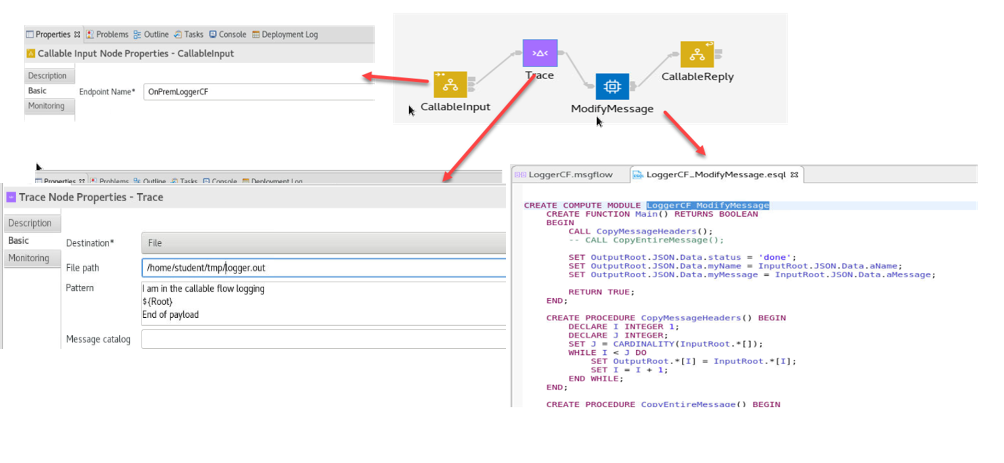 Properties Problems Outline Tasks Console Deployment Log
Callable Input Node Properties - CallableInput
Description
Basic
Endpoint Name* OnPremLoggerCF
Monitoring
CallableInput
Trace
ModifyMessage
CallableReply
Properties Problems Outline Tasks Console Deployment Log
Trace Node Properties - Trace
Description
Basic
Monitoring
Destination* File
File path /home/student/tmp/logger.out
Pattern I am in the callable flow logging
${Root}
End of payload
Message catalog
LoggerCF.msgflow LoggerCF_ModifyMessage.esql
CREATE COMPUTE MODULE LoggerCF_ModifyMessage
CREATE FUNCTION Main() RETURNS BOOLEAN
BEGIN
CALL CopyMessageHeaders();
-- CALL CopyEntireMessage();
SET OutputRoot.JSON.Data.status = 'done';
SET OutputRoot.JSON.Data.myName = InputRoot.JSON.Data.aName;
SET OutputRoot.JSON.Data.myMessage = InputRoot.JSON.Data.aMessage;
RETURN TRUE;
END;
CREATE PROCEDURE CopyMessageHeaders() BEGIN
DECLARE I INTEGER 1;
DECLARE J INTEGER;
SET J = CARDINALITY(InputRoot.*[]);
WHILE I < J DO
SET OutputRoot.*[I] = InputRoot.*[I];
SET I = I + 1;
END WHILE;
END;
CREATE PROCEDURE CopyEntireMessage() BEGIN